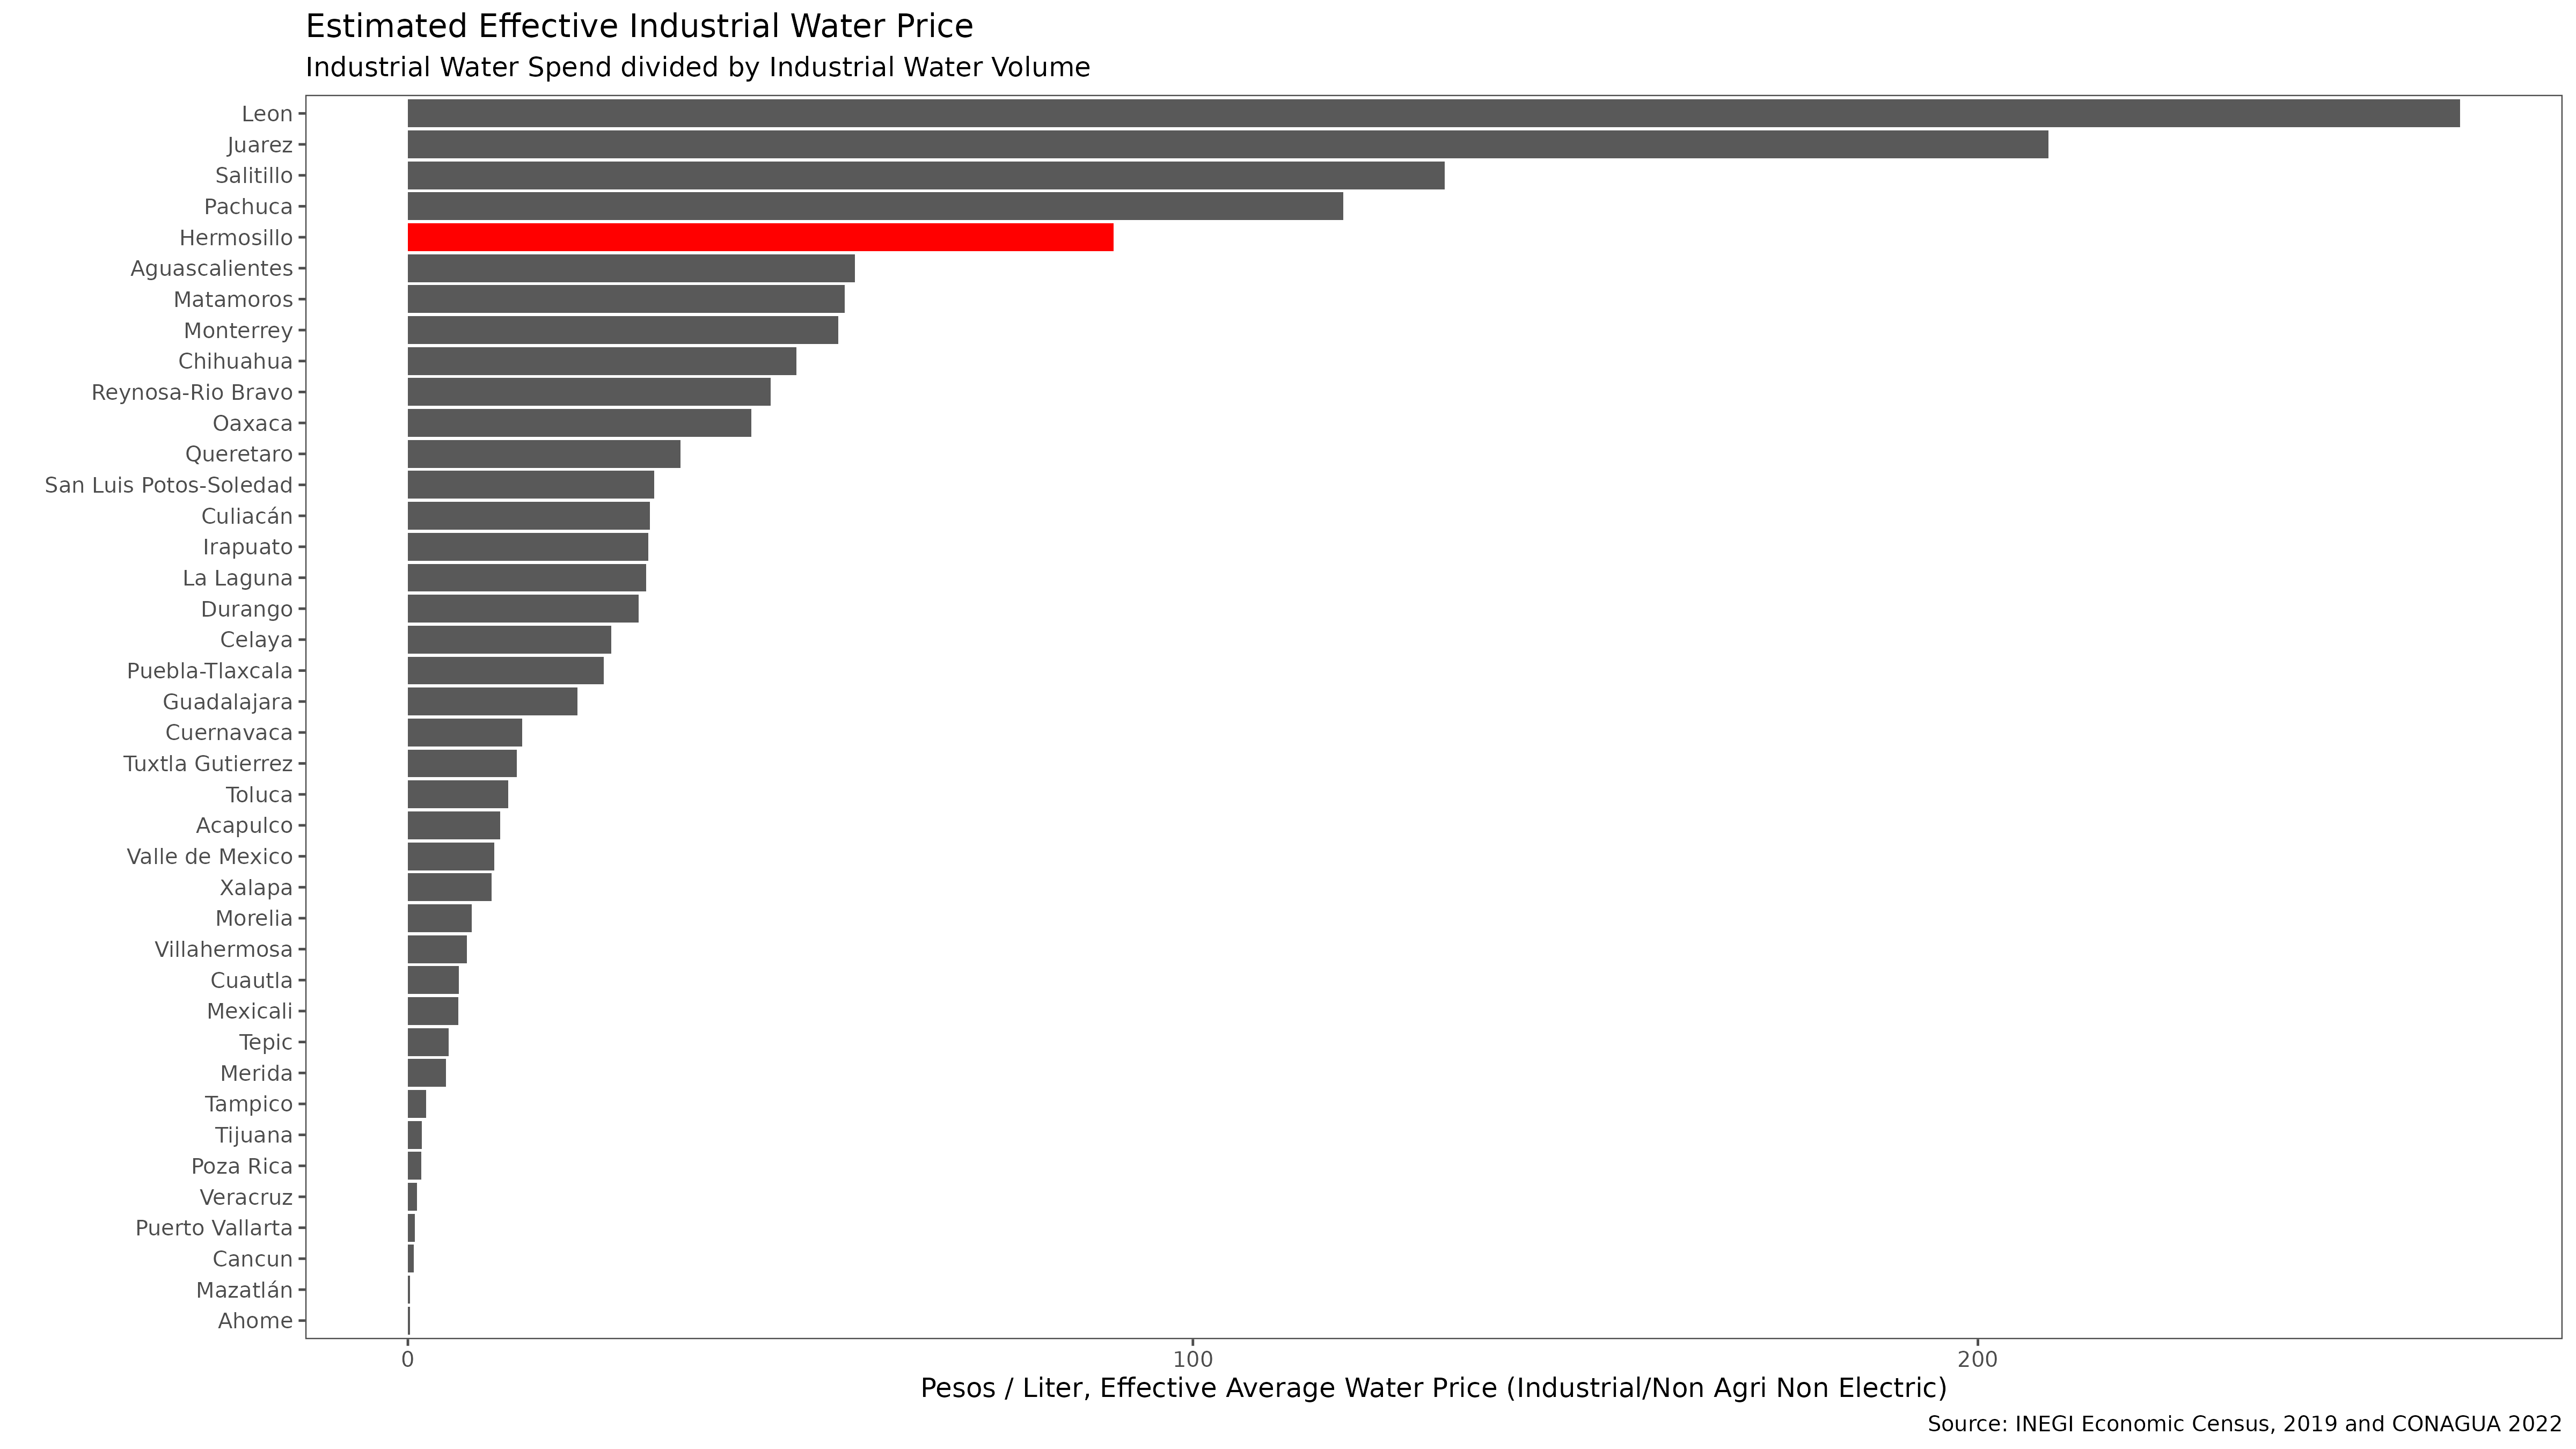 Estimated Effective Industrial Water Price
Industrial Water Spend divided by Industrial Water Volume
Leon
Juarez
Salitillo
Pachuca
Hermosillo
Aguascalientes
Matamoros
Monterrey
Chihuahua
Reynosa-Rio Bravo
Oaxaca
Queretaro
San Luis Potos-Soledad
Culiacán
Irapuato
La Laguna
Durango
Celaya
Puebla-Tlaxcala
Guadalajara
Cuernavaca
Tuxtla Gutierrez
Toluca
Acapulco
Valle de Mexico
Xalapa
Morelia
Villahermosa
Cuautla
Mexicali
Tepic
Merida
Tampico
Tijuana
Poza Rica
Veracruz
Puerto Vallarta
Cancun
Mazatlán
Ahome
0 100 200
Pesos / Liter, Effective Average Water Price (Industrial/Non Agri Non Electric)
Source: INEGI Economic Census, 2019 and CONAGUA 2022